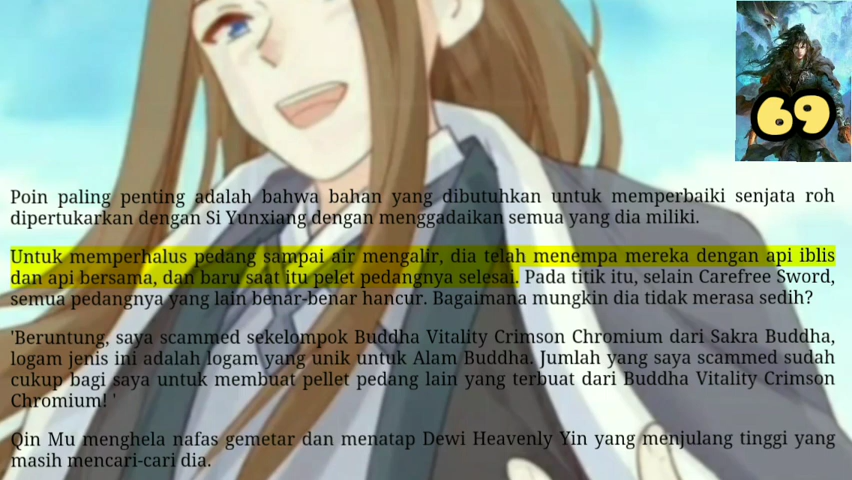 69
Poin paling penting adalah bahwa bahan yang dibutuhkan untuk memperbaiki senjata roh
dipertukarkan dengan Si Yunxiang dengan menggadaikan semua yang dia miliki.
Untuk memperhalus pedang sampai air mengalir, dia telah menempa mereka dengan api iblis
dan api bersama, dan baru saat itu pelet pedangnya selesai. Pada titik itu, selain Carefree Sword,
semua pedangnya yang lain benar-benar hancur. Bagaimana mungkin dia tidak merasa sedih?
'Beruntung, saya scammed sekelompok Buddha Vitality Crimson Chromium dari Sakra Buddha,
logam jenis ini adalah logam yang unik untuk Alam Buddha. Jumlah yang saya scammed sudah
cukup bagi saya untuk membuat pellet pedang lain yang terbuat dari Buddha Vitality Crimson
Chromium! '
Qin Mu menghela nafas gemetar dan menatap Dewi Heavenly Yin yang menjulang tinggi yang
masih mencari-cari dia.